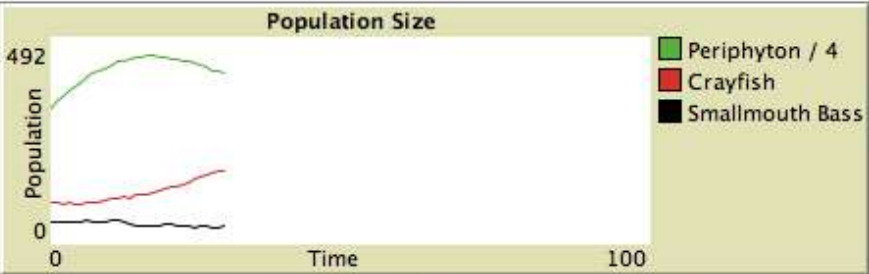 Population Size
492
Population
0
0
Time
100
Periphyton / 4
Crayfish
Smallmouth Bass